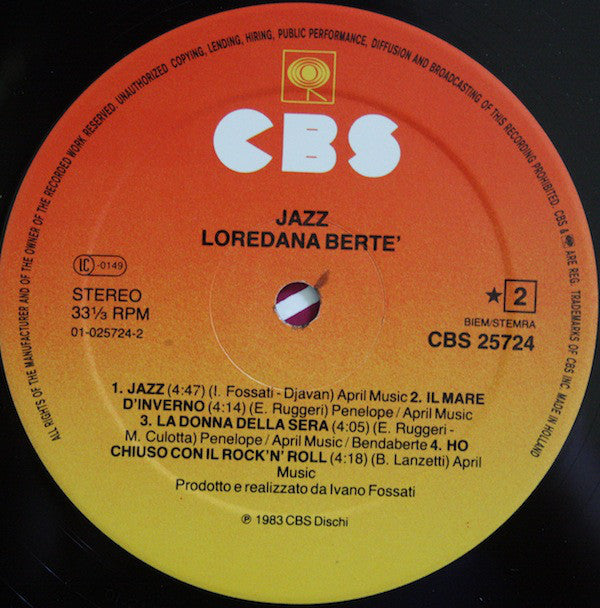 ALL RIGHTS OF THE MANUFACTURER AND OF THE OWNER OF THE RECORDED WORK RESERVED. UNAUTHORIZED COPYING, LENDING, HIRING, PUBLIC PERFORMANCE, DIFFUSION AND BROADCASTING OF THIS RECORDING PROHIBITED. CBS & ARE REG. TRADEMARKS OF CBS INC. MADE IN HOLLAND
CBS
JAZZ
LOREDANA BERTE'
LC-0149
STEREO
33⅓ RPM
01-025724-2
★ 2
BIEM/STEMRA
CBS 25724
1. JAZZ (4:47) (I. Fossati - Djavan) April Music 2. IL MARE
D'INVERNO (4:14) (E. Ruggeri) Penelope / April Music
3. LA DONNA DELLA SERA (4:05) (E. Ruggeri -
M. Culotta) Penelope / April Music / Bendaberte 4. HO
CHIUSO CON IL ROCK'N' ROLL (4:18) (B. Lanzetti) April
Music
Prodotto e realizzato da Ivano Fossati
℗ 1983 CBS Dischi